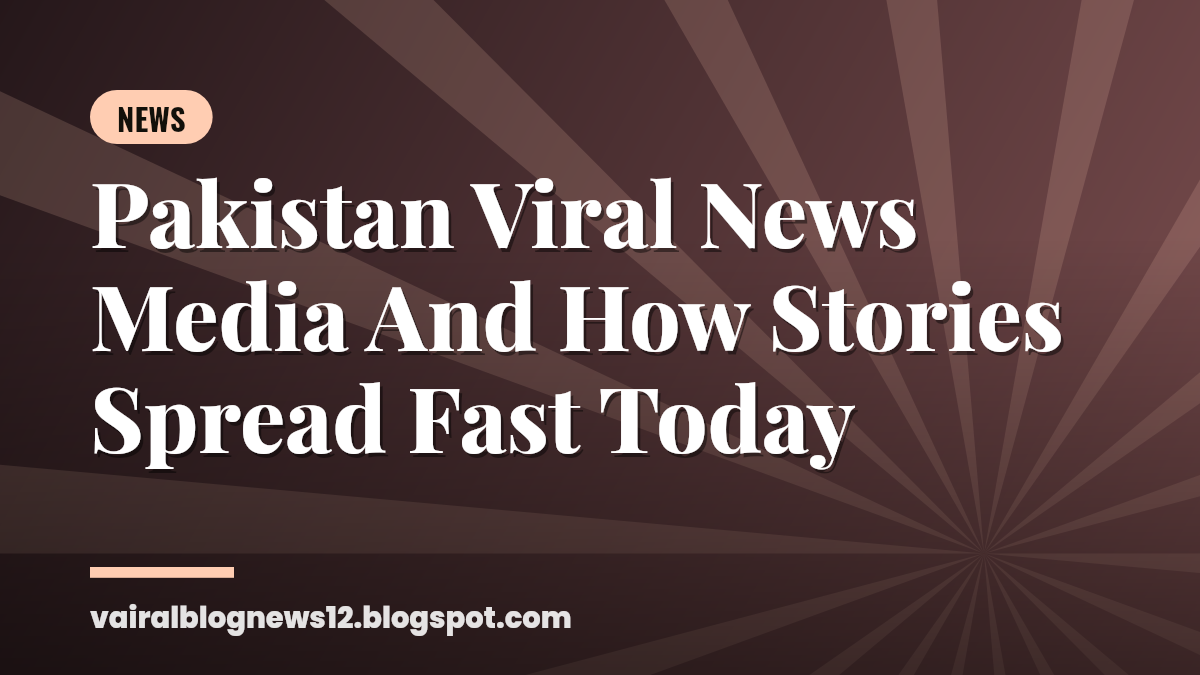 NEWS
Pakistan Viral News
Media And How Stories
Spread Fast Today
vairalblognews12.blogspot.com